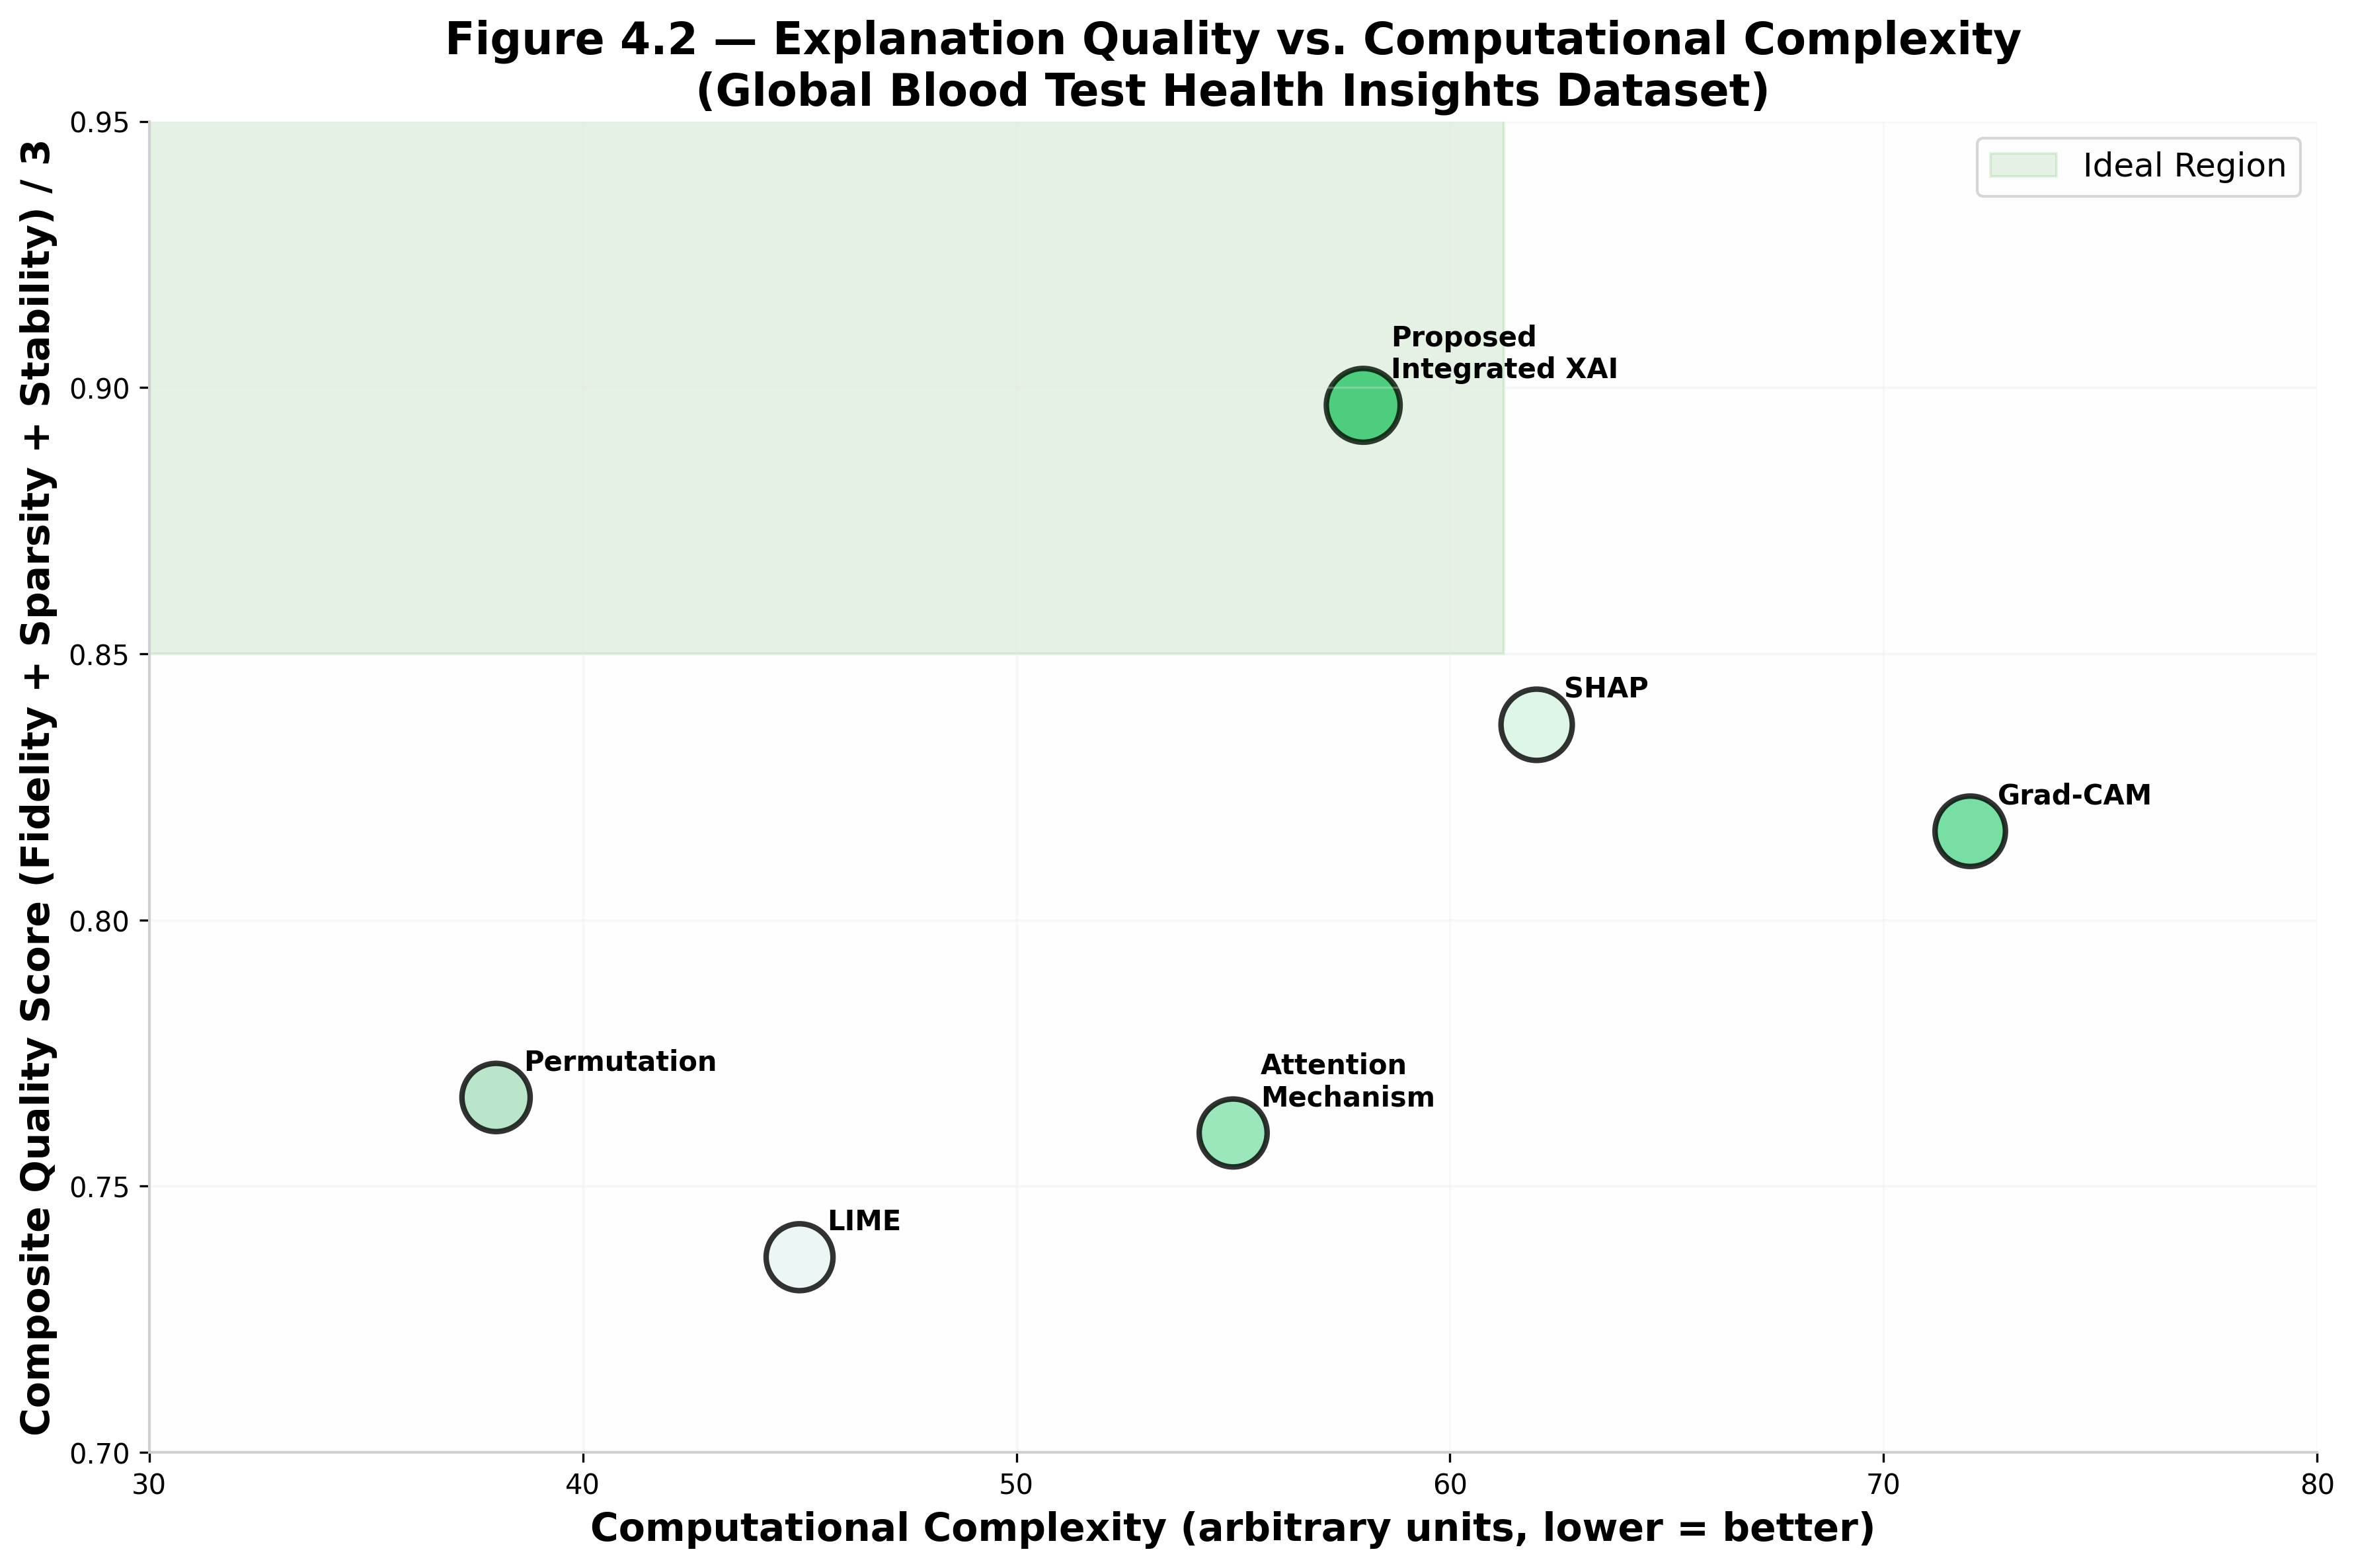 Figure 4.2 — Explanation Quality vs. Computational Complexity
(Global Blood Test Health Insights Dataset)
Composite Quality Score (Fidelity + Sparsity + Stability) / 3
0.95
0.90
0.85
0.80
0.75
0.70
Ideal Region
Proposed
Integrated XAI
SHAP
Grad-CAM
Permutation
Attention
Mechanism
LIME
30
40
50
60
70
80
Computational Complexity (arbitrary units, lower = better)